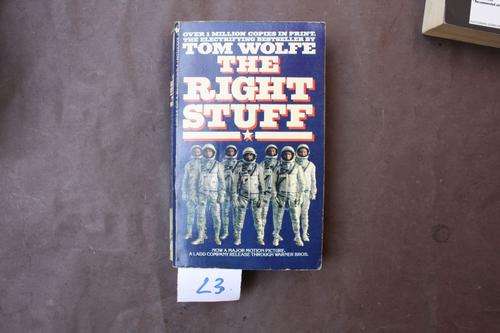 OVER 1 MILLION COPIES IN PRINT.
THE ELECTRIFYING BESTSELLER BY
TOM WOLFE
THE
RIGHT
STUFF
NOW A MAJOR MOTION PICTURE,
A LADD COMPANY RELEASE THROUGH WARNER BROS.
L3